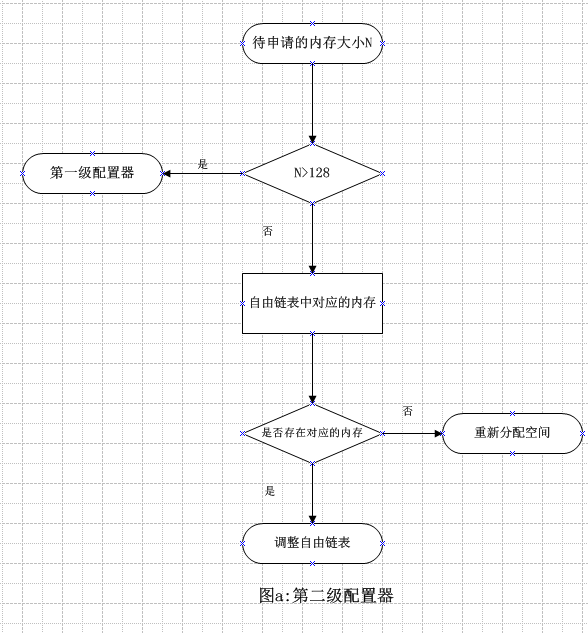 待申请的内存大小N
是
第一级配置器
N>128
否
自由链表中对应的内存
否
是否存在对应的内存
重新分配空间
是
调整自由链表
图a:第二级配置器